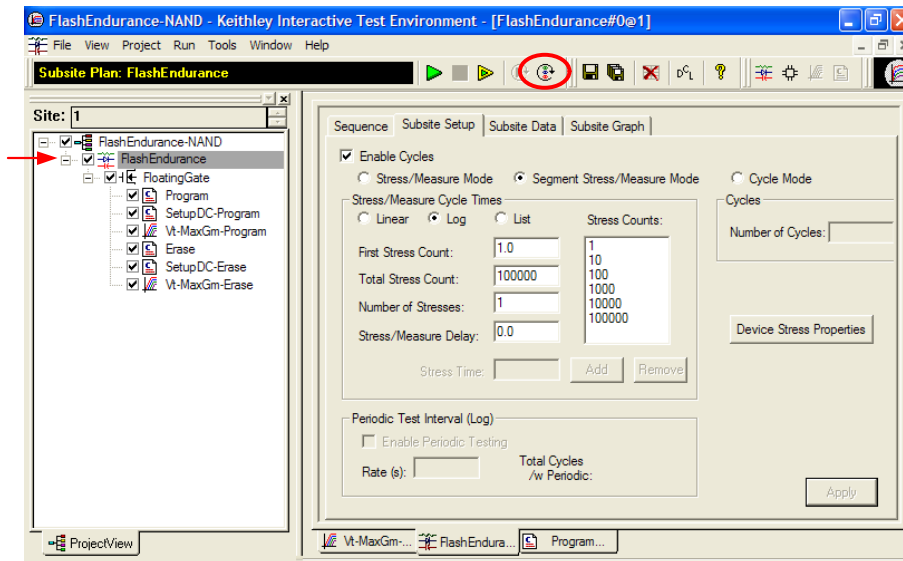 FlashEndurance-NAND - Keithley Interactive Test Environment - [FlashEndurance#0@1]
File View Project Run Tools Window Help
Subsite Plan: FlashEndurance
Site: 1
FlashEndurance-NAND
FlashEndurance
FloatingGate
Program
SetupDC-Program
Vt-MaxGm-Program
Erase
SetupDC-Erase
Vt-MaxGm-Erase
ProjectView
Sequence Subsite Setup Subsite Data Subsite Graph
Enable Cycles
Stress/Measure Mode Segment Stress/Measure Mode Cycle Mode
Stress/Measure Cycle Times
Linear Log List Stress Counts:
First Stress Count: 1.0
Total Stress Count: 100000
Number of Stresses: 1
Stress/Measure Delay: 0.0
1
10
100
1000
10000
100000
Stress Time: Add Remove
Cycles
Number of Cycles:
Device Stress Properties
Periodic Test Interval (Log)
Enable Periodic Testing
Rate (s): Total Cycles
/w Periodic:
Apply
Vt-MaxGm-... FlashEndura... Program...